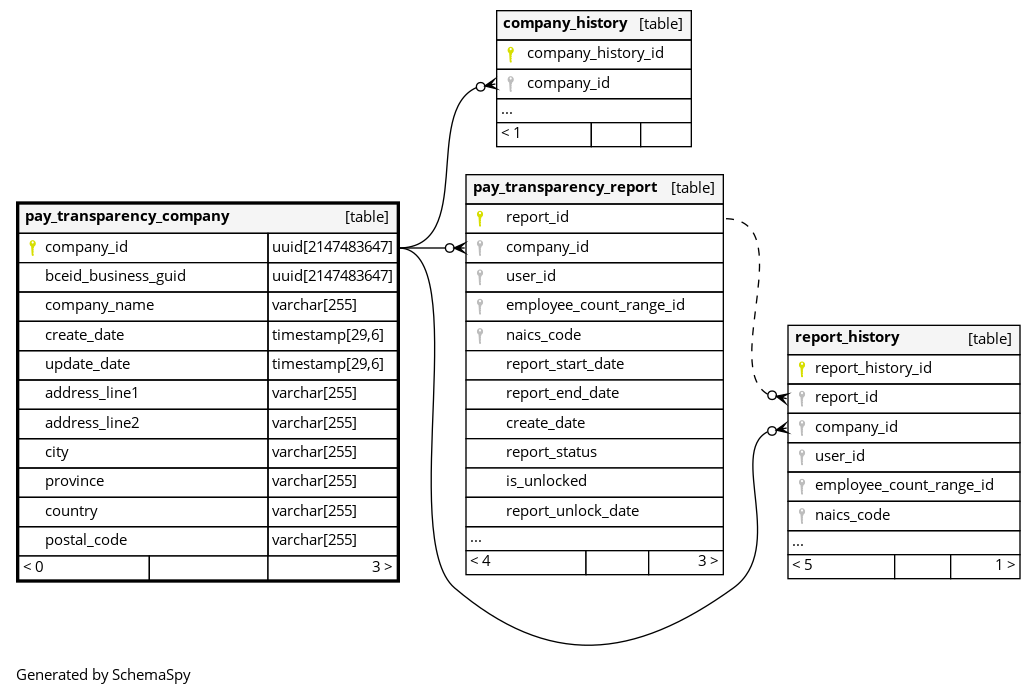 company_history [table]
company_history_id
company_id
...
< 1
pay_transparency_company [table]
company_id uuid[2147483647]
bceid_business_guid uuid[2147483647]
company_name varchar[255]
create_date timestamp[29,6]
update_date timestamp[29,6]
address_line1 varchar[255]
address_line2 varchar[255]
city varchar[255]
province varchar[255]
country varchar[255]
postal_code varchar[255]
< 0 3 >
pay_transparency_report [table]
report_id
company_id
user_id
employee_count_range_id
naics_code
report_start_date
report_end_date
create_date
report_status
is_unlocked
report_unlock_date
...
< 4 3 >
report_history [table]
report_history_id
report_id
company_id
user_id
employee_count_range_id
naics_code
...
< 5 1 >
Generated by SchemaSpy